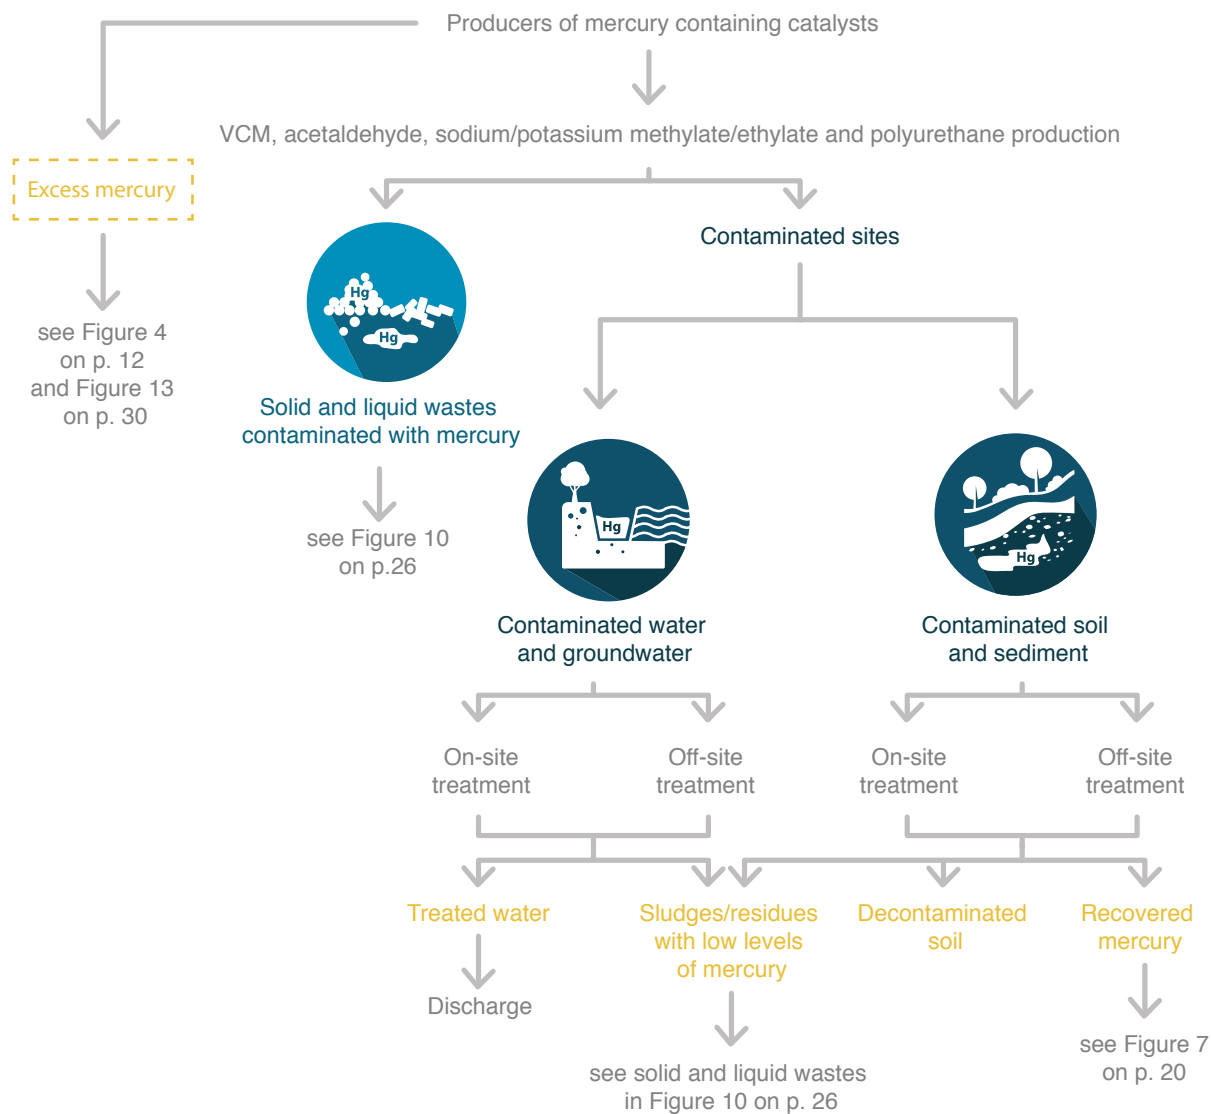 Producers of mercury containing catalysts
VCM, acetaldehyde, sodium/potassium methylate/ethylate and polyurethane production
Excess mercury
see Figure 4
on p. 12
and Figure 13
on p. 30
Contaminated sites
Hg
Hg
Solid and liquid wastes
contaminated with mercury
see Figure 10
on p.26
Hg
Contaminated water
and groundwater
Hg
Contaminated soil
and sediment
On-site
treatment
Off-site
treatment
On-site
treatment
Off-site
treatment
Treated water
Sludges/residues
with low levels
of mercury
Decontaminated
soil
Recovered
mercury
Discharge
see solid and liquid wastes
in Figure 10 on p. 26
see Figure 7
on p. 20